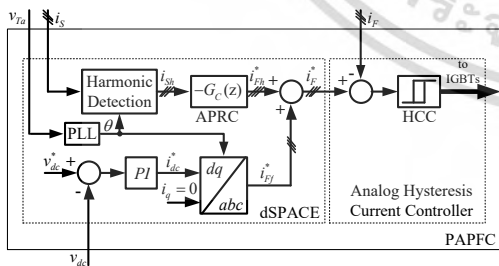 v_Ta
i_S
i_F
to
IGBTs
Harmonic
Detection
i_Sh
-G_C(z)
APRC
i*_Fh
+
i*_F
+
-
HCC
+
PLL
θ
v*_dc
+
-
PI
i*_dc
i_q = 0
dq
abc
i*_Ff
dSPACE
Analog Hysteresis
Current Controller
PAPFC
v_dc